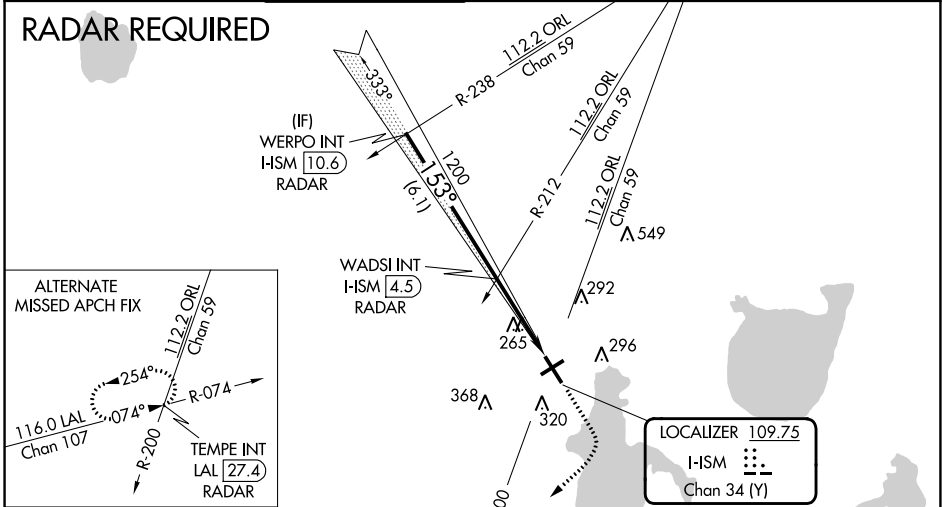 RADAR REQUIRED
112.2 ORL
Chan 59
R-238
333°
(IF)
WERPO INT
I-ISM 10.6
RADAR
1200
153°
(6.1)
112.2 ORL
Chan 59
R-212
112.2 ORL
Chan 59
549
WADSI INT
I-ISM 4.5
RADAR
292
265
296
368
320
ALTERNATE
MISSED APCH FIX
112.2 ORL
Chan 59
254°
R-074
074°
116.0 LAL
Chan 107
R-200
TEMPE INT
LAL 27.4
RADAR
LOCALIZER 109.75
I-ISM
Chan 34 (Y)
00